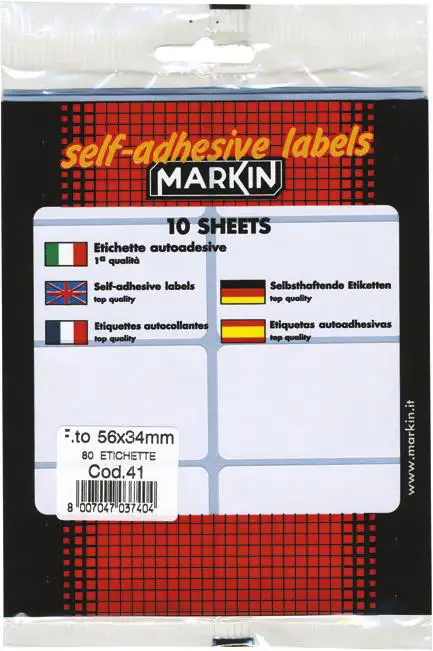 self-adhesive labels
MARKIN
10 SHEETS
Etichette autoadesive
1ª qualità
Self-adhesive labels
top quality
Selbsthaftende Etiketten
top quality
Etiquettes autocollantes
top quality
Etiquetas autoadhesivas
top quality
F.to 56x34mm
80 ETICHETTE
Cod.41
8 007047 037404
www.markin.it